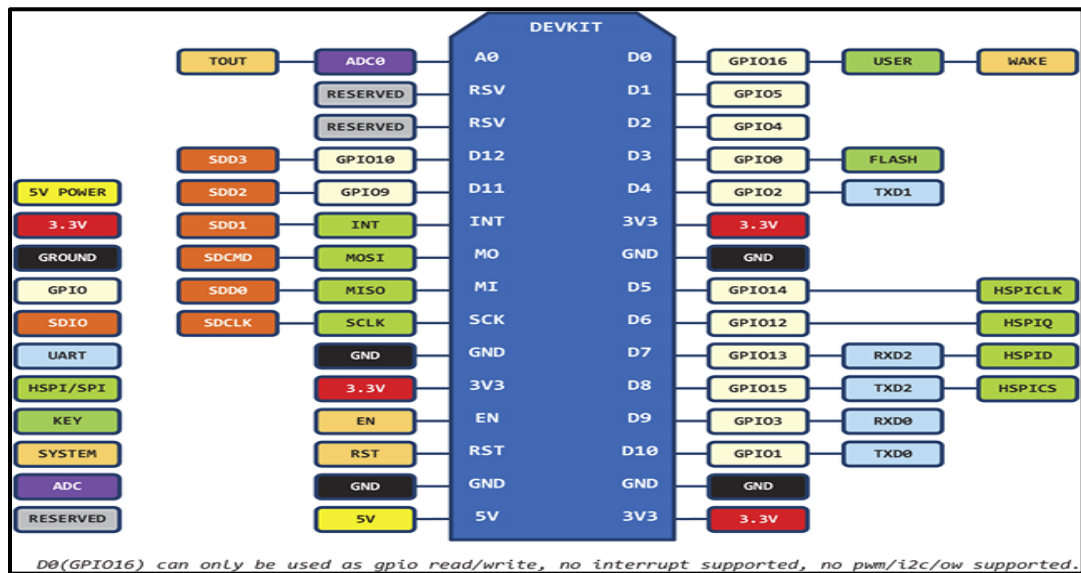 DEVKIT
TOUT ADC0 A0 D0 GPIO16 USER WAKE
RESERVED RSV D1 GPIO5
RESERVED RSV D2 GPIO4
SDD3 GPIO10 D12 D3 GPIO0 FLASH
5V POWER SDD2 GPIO9 D11 D4 GPIO2 TXD1
3.3V SDD1 INT INT 3V3 3.3V
GROUND SDCMD MOSI MO GND GND
GPIO SDD0 MISO MI D5 GPIO14 HSPICLK
SDIO SDCLK SCLK SCK D6 GPIO12 HSPIQ
UART GND GND D7 GPIO13 RXD2 HSPID
HSPI/SPI 3.3V 3V3 D8 GPIO15 TXD2 HSPICS
KEY EN EN D9 GPIO3 RXD0
SYSTEM RST RST D10 GPIO1 TXD0
ADC GND GND GND GND
RESERVED 5V 5V 3V3 3.3V
D0(GPIO16) can only be used as gpio read/write, no interrupt supported, no pwm/i2c/ow supported.